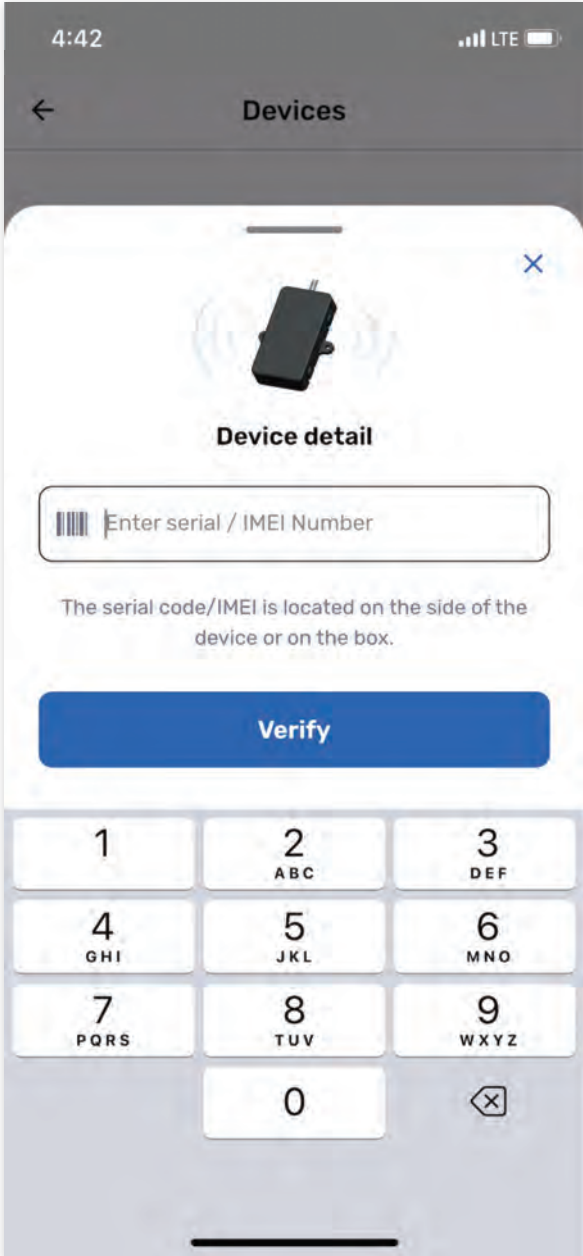 4:42
LTE
Devices
Device detail
Enter serial / IMEI Number
The serial code/IMEI is located on the side of the
device or on the box.
Verify
1
2
ABC
3
DEF
4
GHI
5
JKL
6
MNO
7
PQRS
8
TUV
9
WXYZ
0